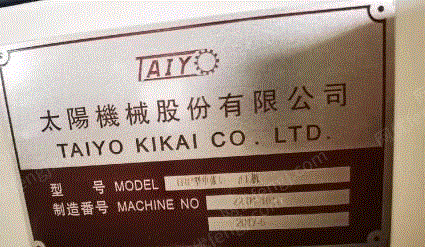 TAIYO
太陽機械股份有限公司
TAIYO KIKAI CO. LTD.
型 号 MODEL
制造番号 MACHINE NO